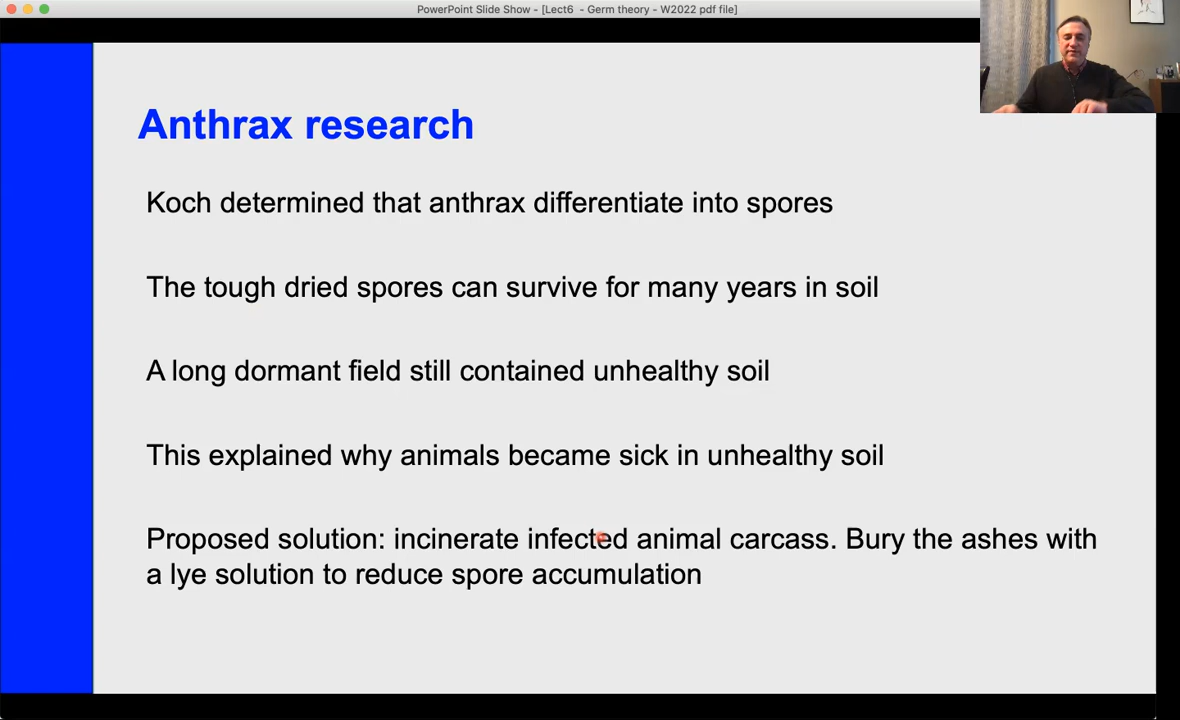 PowerPoint Slide Show - [Lect6 - Germ theory - W2022 pdf file]
Anthrax research
Koch determined that anthrax differentiate into spores
The tough dried spores can survive for many years in soil
A long dormant field still contained unhealthy soil
This explained why animals became sick in unhealthy soil
Proposed solution: incinerate infected animal carcass. Bury the ashes with
a lye solution to reduce spore accumulation